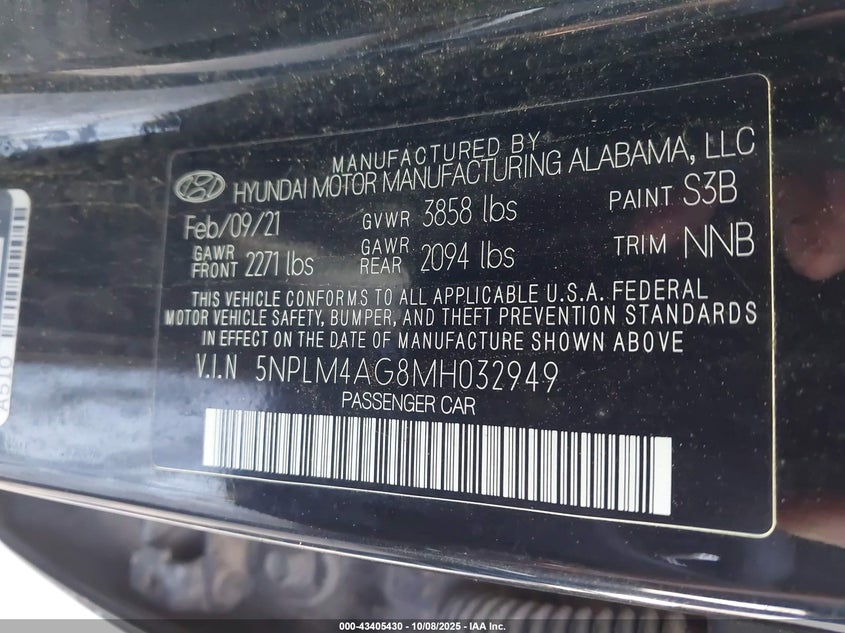 MANUFACTURED BY
HYUNDAI MOTOR MANUFACTURING ALABAMA, LLC
Feb/09/21 GVWR 3858 lbs PAINT S3B
GAWR FRONT 2271 lbs GAWR REAR 2094 lbs TRIM NNB
THIS VEHICLE CONFORMS TO ALL APPLICABLE U.S.A. FEDERAL
MOTOR VEHICLE SAFETY, BUMPER, AND THEFT PREVENTION STANDARDS
IN EFFECT ON THE DATE OF MANUFACTURE SHOWN ABOVE
V.I.N 5NPLM4AG8MH032949
PASSENGER CAR
A510
000-43405430 - 10/08/2025 - IAA Inc.